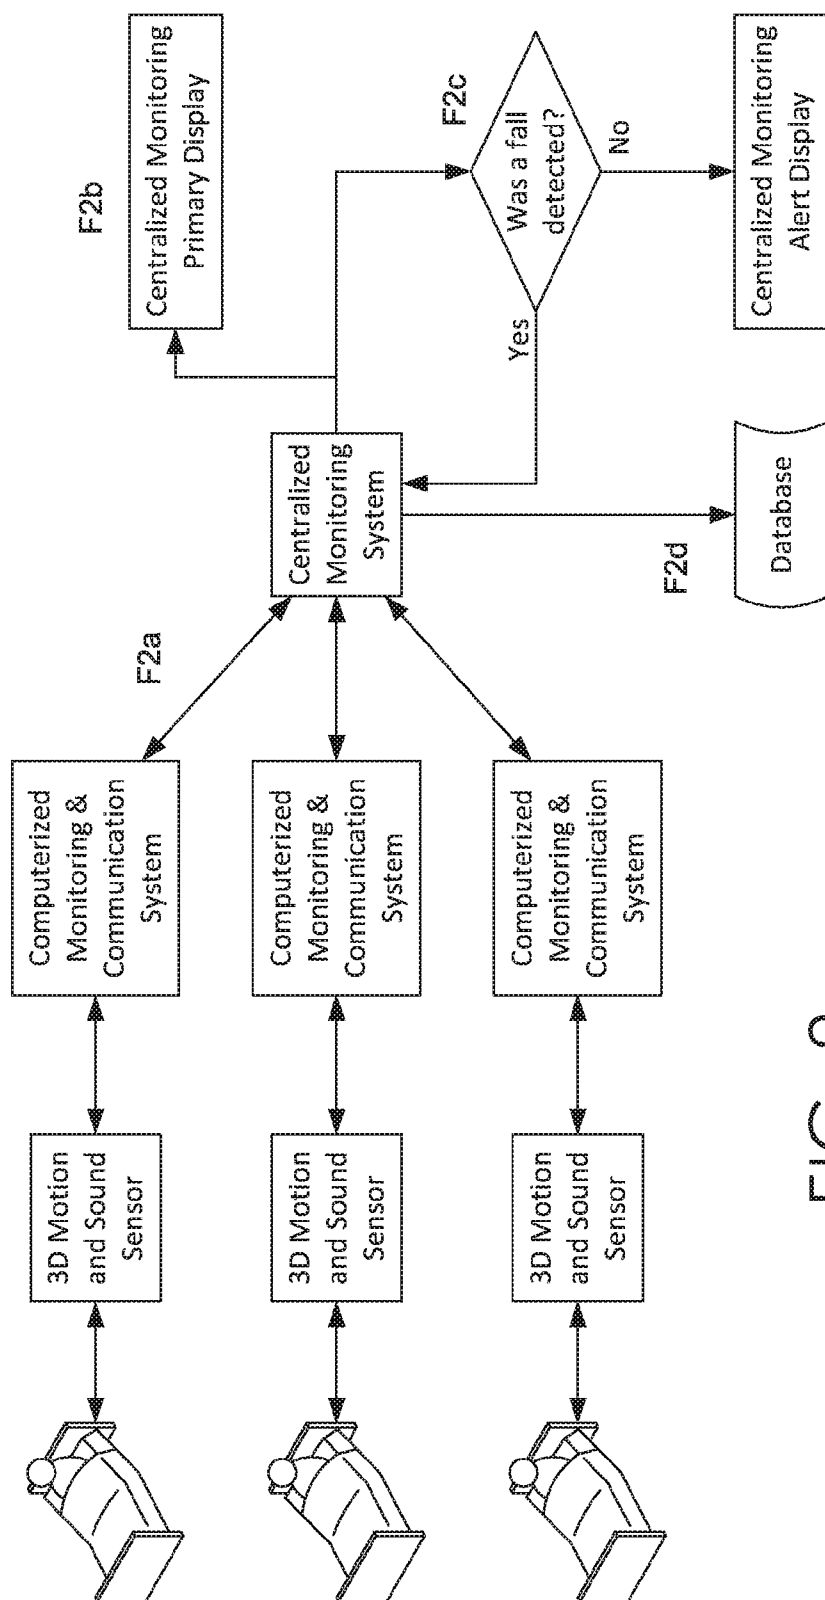 3D Motion
and Sound
Sensor
Computerized
Monitoring &
Communication
System
F2a
F2b
Centralized Monitoring
Primary Display
3D Motion
and Sound
Sensor
Computerized
Monitoring &
Communication
System
Centralized
Monitoring
System
F2c
Was a fall
detected?
Yes
No
3D Motion
and Sound
Sensor
Computerized
Monitoring &
Communication
System
F2d
Database
Centralized Monitoring
Alert Display